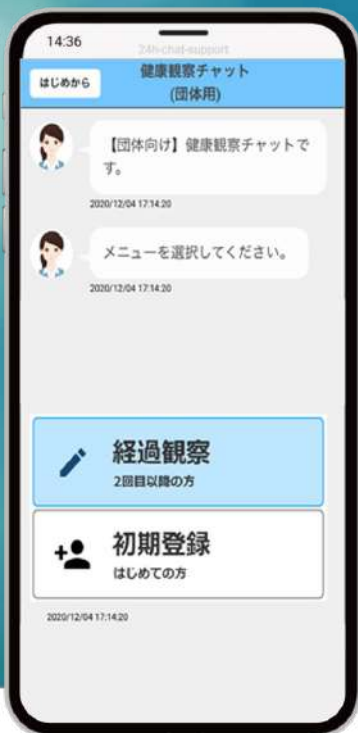 14:36
24h-chat-support
はじめから
健康観察チャット
(団体用)
【団体向け】健康観察チャットで
す。
2020/12/04 17:14:20
メニューを選択してください。
2020/12/04 17:14:20
経過観察
2回目以降の方
初期登録
はじめての方
2020/12/04 17:14:20